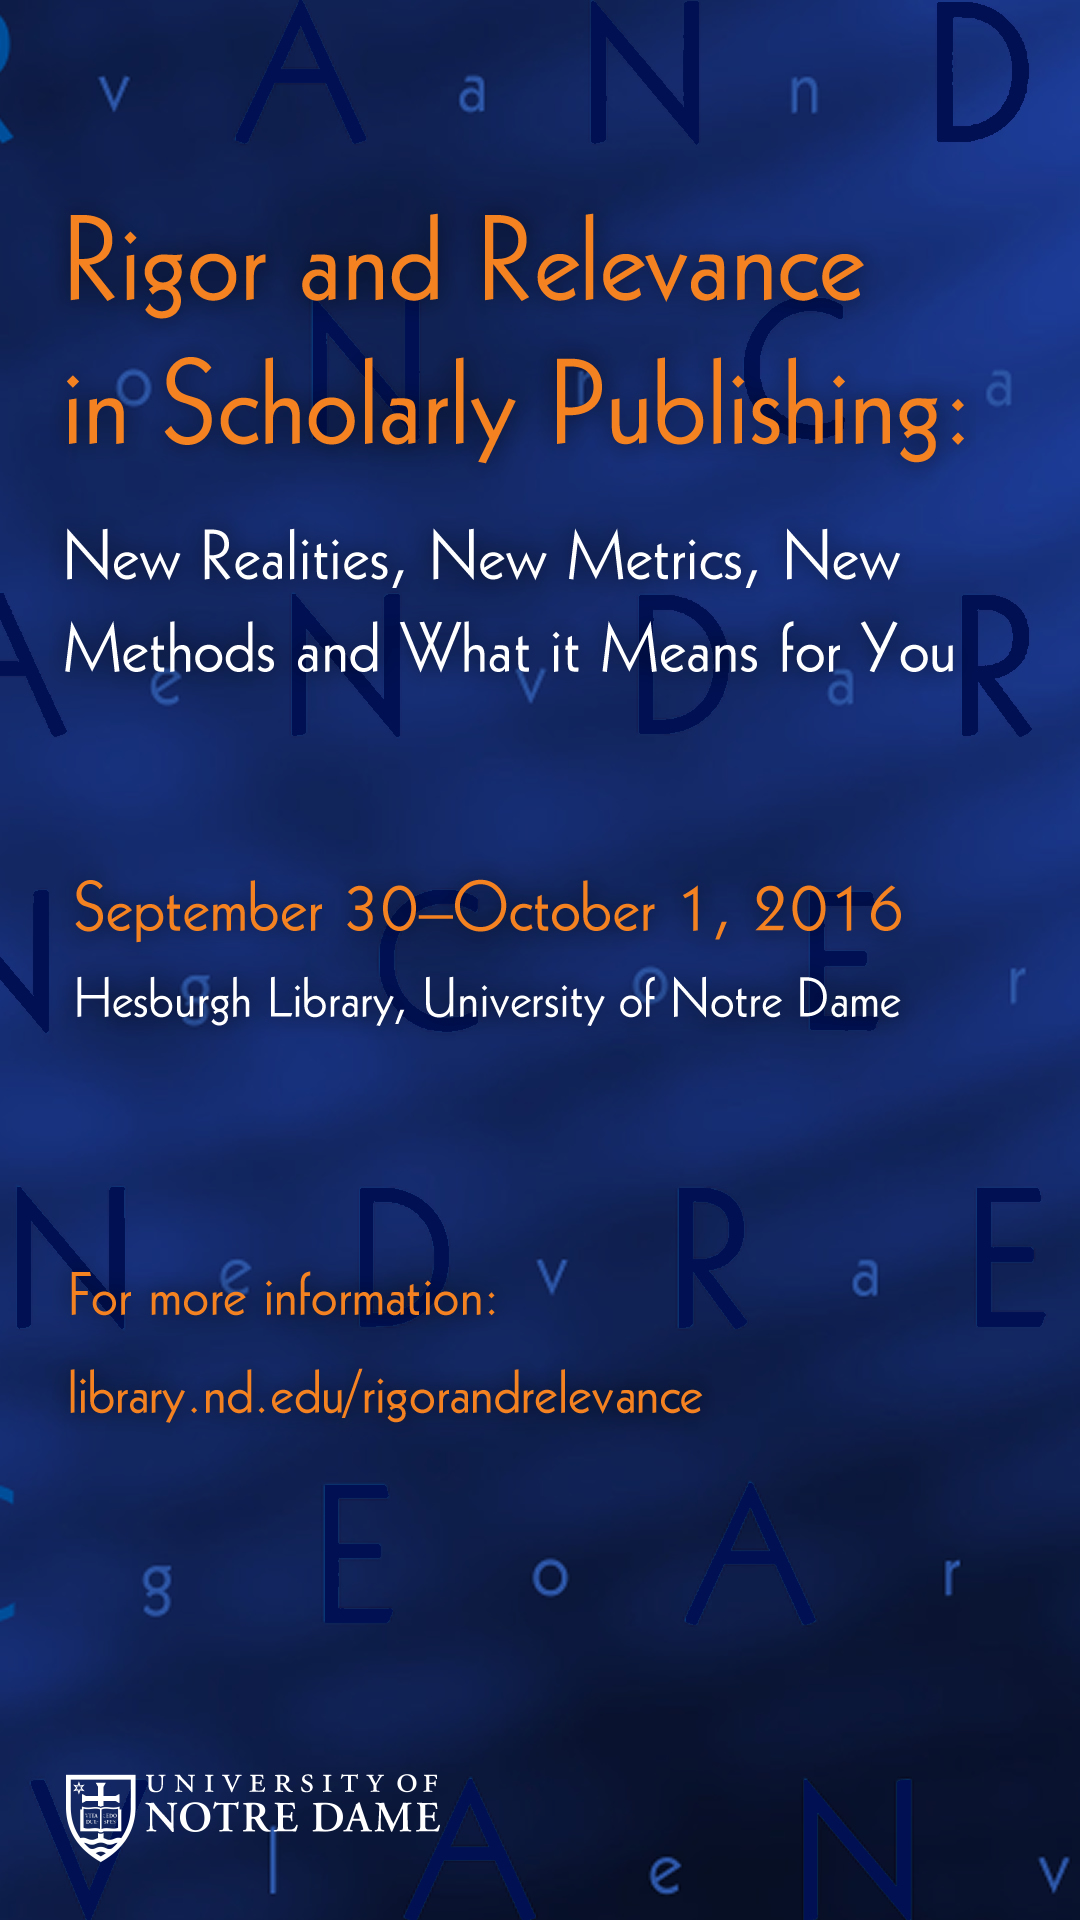 Rigor and Relevance
in Scholarly Publishing:
New Realities, New Metrics, New
Methods and What it Means for You
September 30–October 1, 2016
Hesburgh Library, University of Notre Dame
For more information:
library.nd.edu/rigorandrelevance
UNIVERSITY OF
NOTRE DAME